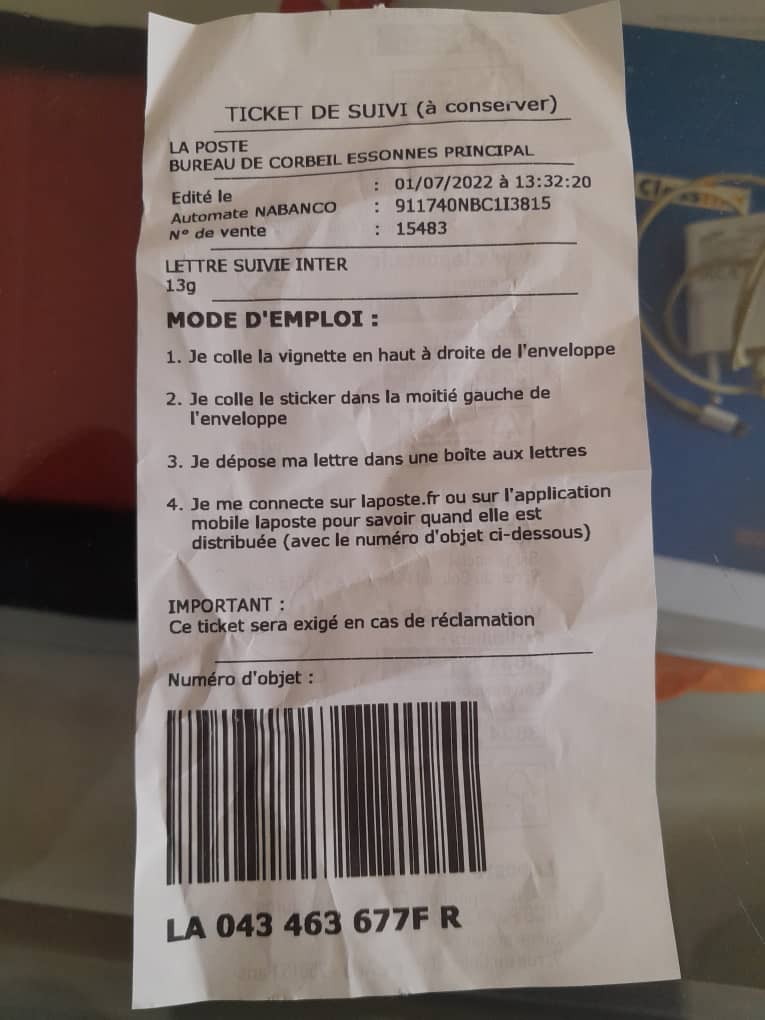 TICKET DE SUIVI (à conserver)
LA POSTE
BUREAU DE CORBEIL ESSONNES PRINCIPAL
Edité le : 01/07/2022 à 13:32:20
Automate NABANCO : 911740NBC1I3815
N° de vente : 15483
LETTRE SUIVIE INTER
13g
MODE D'EMPLOI :
1. Je colle la vignette en haut à droite de l'enveloppe
2. Je colle le sticker dans la moitié gauche de
l'enveloppe
3. Je dépose ma lettre dans une boîte aux lettres
4. Je me connecte sur laposte.fr ou sur l'application
mobile laposte pour savoir quand elle est
distribuée (avec le numéro d'objet ci-dessous)
IMPORTANT :
Ce ticket sera exigé en cas de réclamation
Numéro d'objet :
LA 043 463 677F R